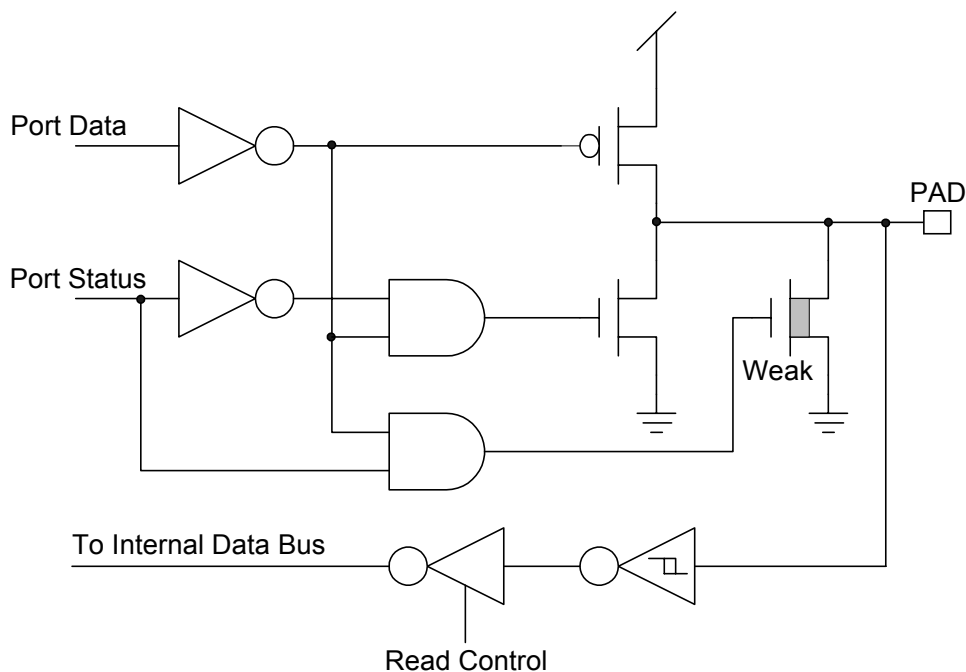 Port Data
PAD
Port Status
Weak
To Internal Data Bus
Read Control